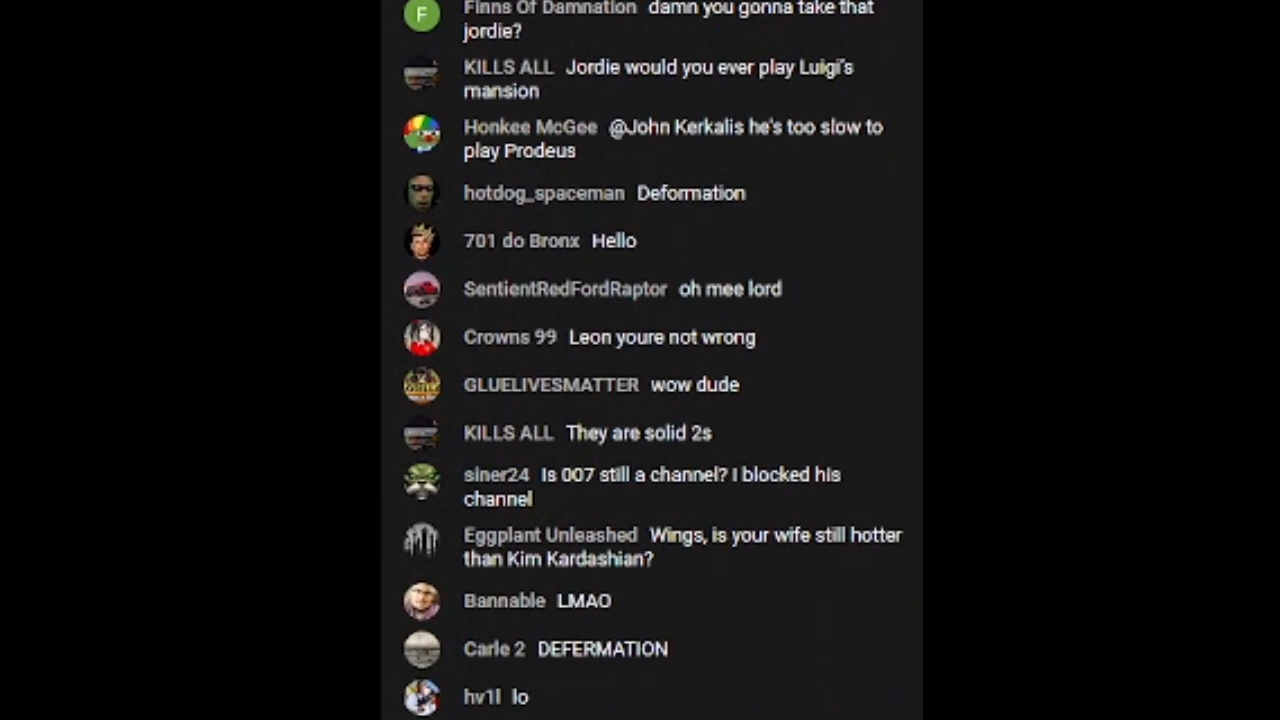 F
Finns Of Damnation damn you gonna take that
jordie?
KILLS ALL Jordie would you ever play Luigi's
mansion
Honkee McGee @John Kerkalis he's too slow to
play Prodeus
hotdog_spaceman Deformation
701 do Bronx Hello
SentientRedFordRaptor oh mee lord
Crowns 99 Leon youre not wrong
GLUELIVESMATTER wow dude
KILLS ALL They are solid 2s
siner24 Is 007 still a channel? I blocked his
channel
Eggplant Unleashed Wings, is your wife still hotter
than Kim Kardashian?
Bannable LMAO
Carle 2 DEFERMATION
hv1l lo